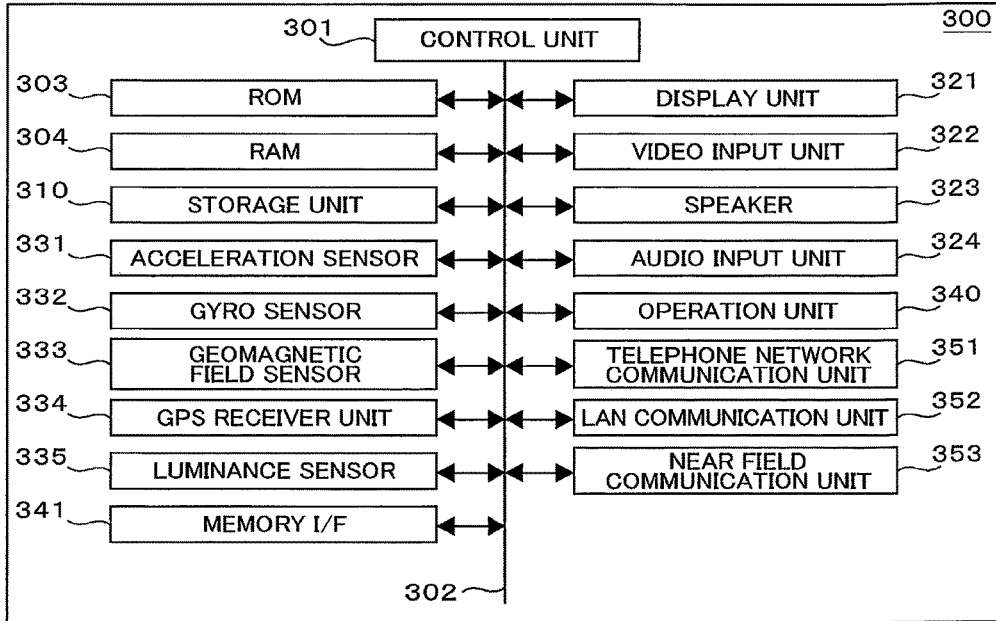 300
301
CONTROL UNIT
303
ROM
DISPLAY UNIT
321
304
RAM
VIDEO INPUT UNIT
322
310
STORAGE UNIT
SPEAKER
323
331
ACCELERATION SENSOR
AUDIO INPUT UNIT
324
332
GYRO SENSOR
OPERATION UNIT
340
333
GEOMAGNETIC
FIELD SENSOR
TELEPHONE NETWORK
COMMUNICATION UNIT
351
334
GPS RECEIVER UNIT
LAN COMMUNICATION UNIT
352
335
LUMINANCE SENSOR
NEAR FIELD
COMMUNICATION UNIT
353
341
MEMORY I/F
302